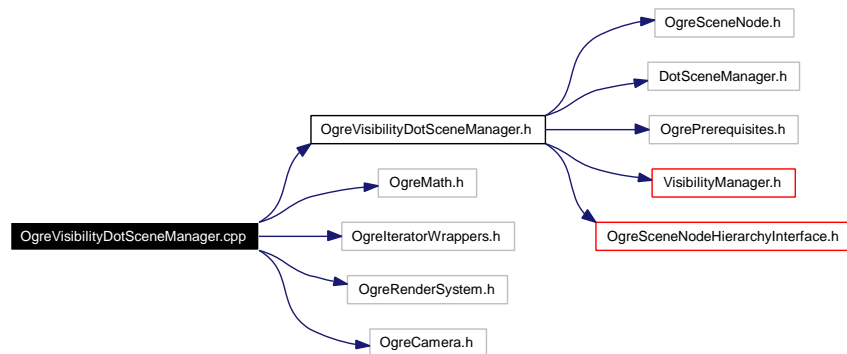 OgreSceneNode.h
DotSceneManager.h
OgreVisibilityDotSceneManager.h
OgrePrerequisites.h
OgreMath.h
VisibilityManager.h
OgreVisibilityDotSceneManager.cpp
OgreIteratorWrappers.h
OgreSceneNodeHierarchyInterface.h
OgreRenderSystem.h
OgreCamera.h